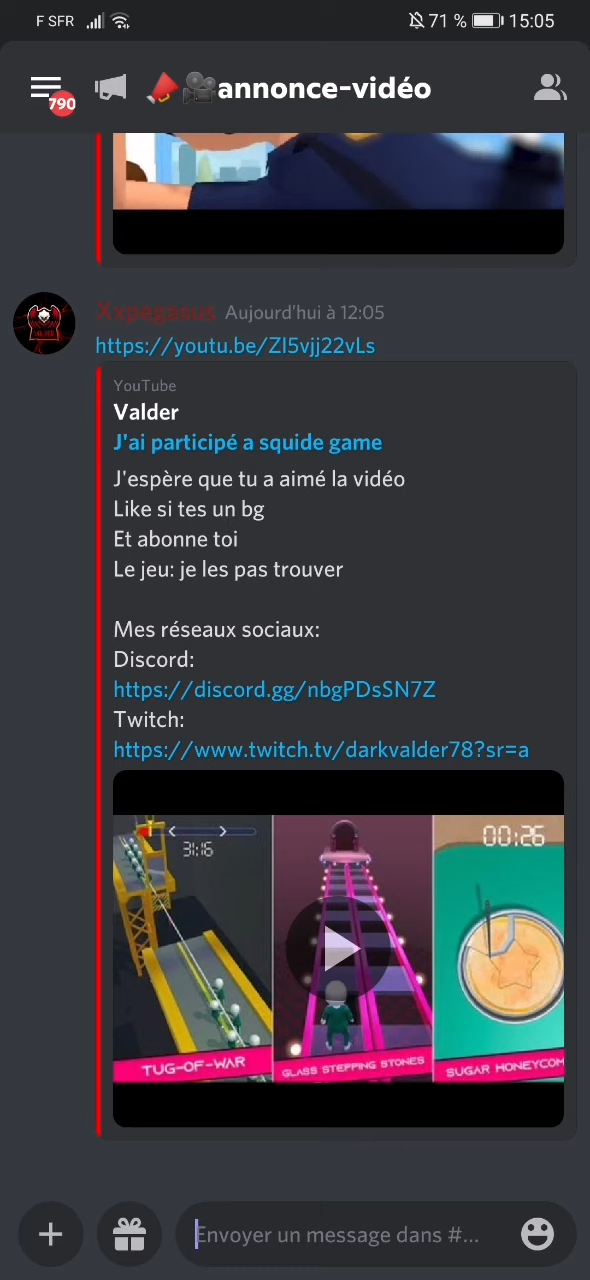 F SFR 71 % 15:05
790 annonce-vidéo
Xxpegasus Aujourd'hui à 12:05
https://youtu.be/ZI5vjj22vLs
YouTube
Valder
J'ai participé a squide game
J'espère que tu a aimé la vidéo
Like si tes un bg
Et abonne toi
Le jeu: je les pas trouver
Mes réseaux sociaux:
Discord:
https://discord.gg/nbgPDsSN7Z
Twitch:
https://www.twitch.tv/darkvalder78?sr=a
31:15
00:26
TUG-OF-WAR
GLASS STEPPING STONES
SUGAR HONEYCOM
Envoyer un message dans #...